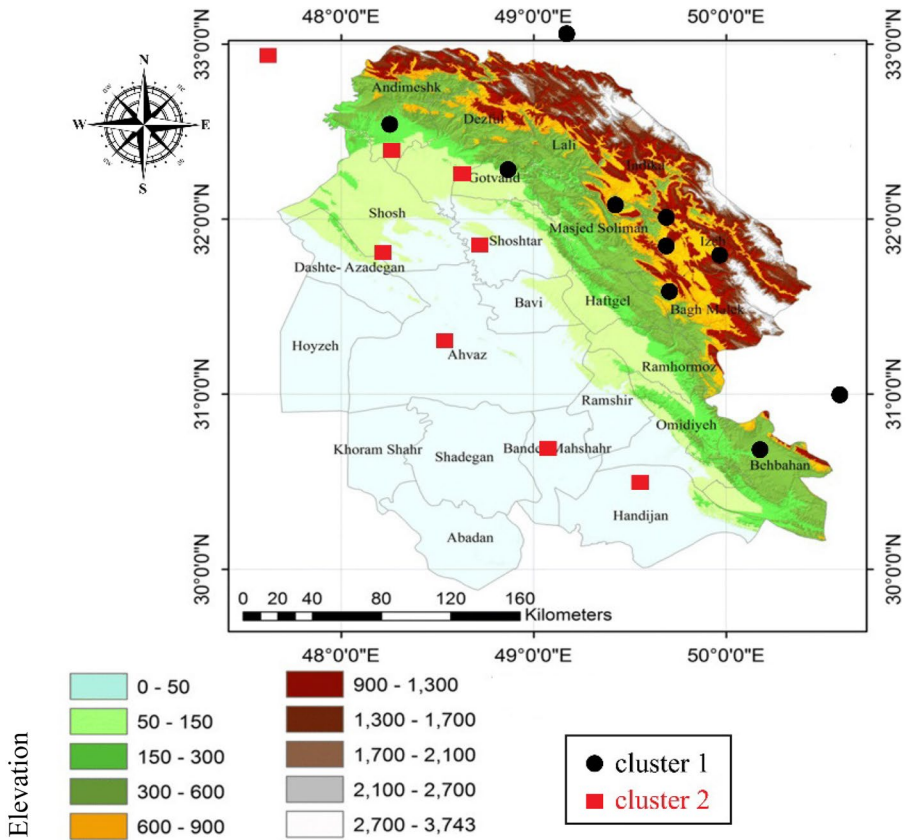 48°0'0"E 49°0'0"E 50°0'0"E
33°0'0"N 33°0'0"N
N
W E
S
Andimeshk
Dezful
Lali
Indika
Gotvand
Shosh
32°0'0"N 32°0'0"N
Masjed Soliman
Shoshtar
Izeh
Dashte- Azadegan
Bavi
Haftgel
Bagh Malek
Hoyzeh
Ahvaz
Ramhormoz
31°0'0"N 31°0'0"N
Ramshir
Omidiyeh
Khoram Shahr
Shadegan
Bandar Mahshahr
Behbahan
Handijan
Abadan
30°0'0"N 30°0'0"N
0 20 40 80 120 160
Kilometers
48°0'0"E 49°0'0"E 50°0'0"E
Elevation
0 - 50
50 - 150
150 - 300
300 - 600
600 - 900
900 - 1,300
1,300 - 1,700
1,700 - 2,100
2,100 - 2,700
2,700 - 3,743
cluster 1
cluster 2